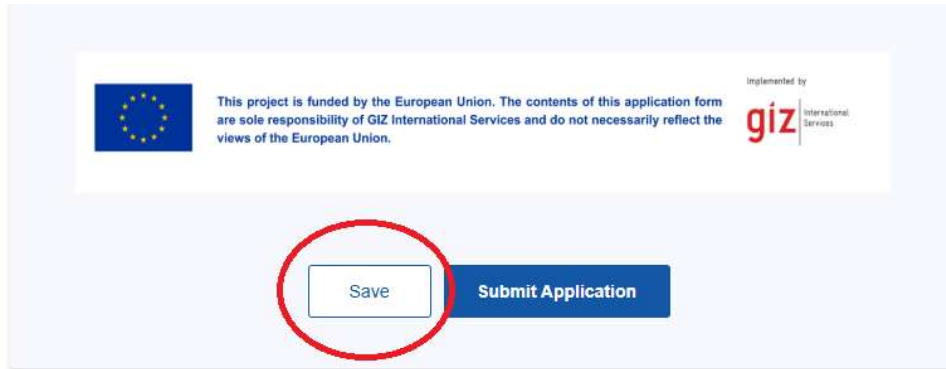 Implemented by
This project is funded by the European Union. The contents of this application form
are sole responsibility of GIZ International Services and do not necessarily reflect the
views of the European Union.
giz
International
Services
Save
Submit Application